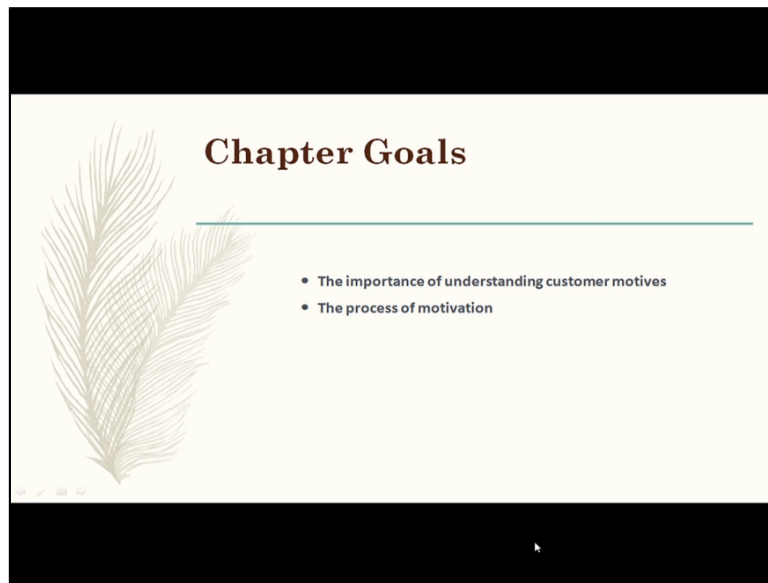 Chapter Goals
• The importance of understanding customer motives
• The process of motivation